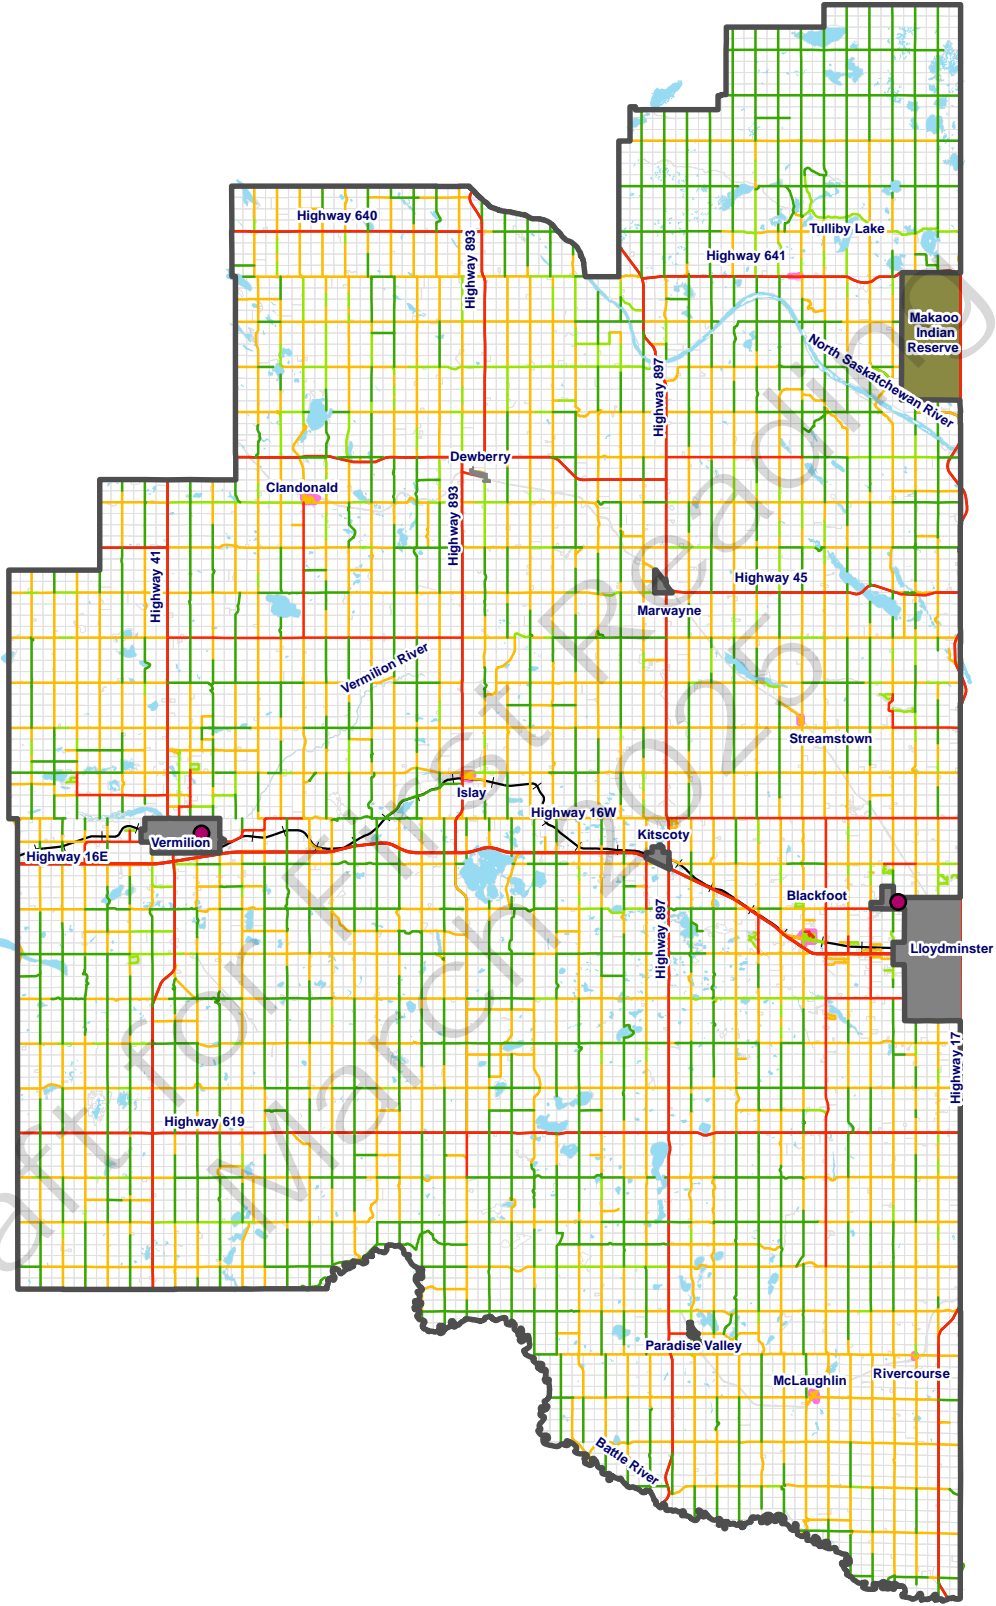 Highway 640
Highway 893
Tulliby Lake
Highway 641
Makaoo
Indian
Reserve
North Saskatchewan River
Highway 897
Dewberry
Clandonald
Highway 893
Highway 41
Highway 45
Marwayne
Vermilion River
Streamstown
Islay
Highway 16W
Kitscoty
Vermilion
Highway 16E
Blackfoot
Highway 897
Lloydminster
Highway 17
Highway 619
Paradise Valley
McLaughlin
Rivercourse
Battle River
aft for First Reading
March 2025